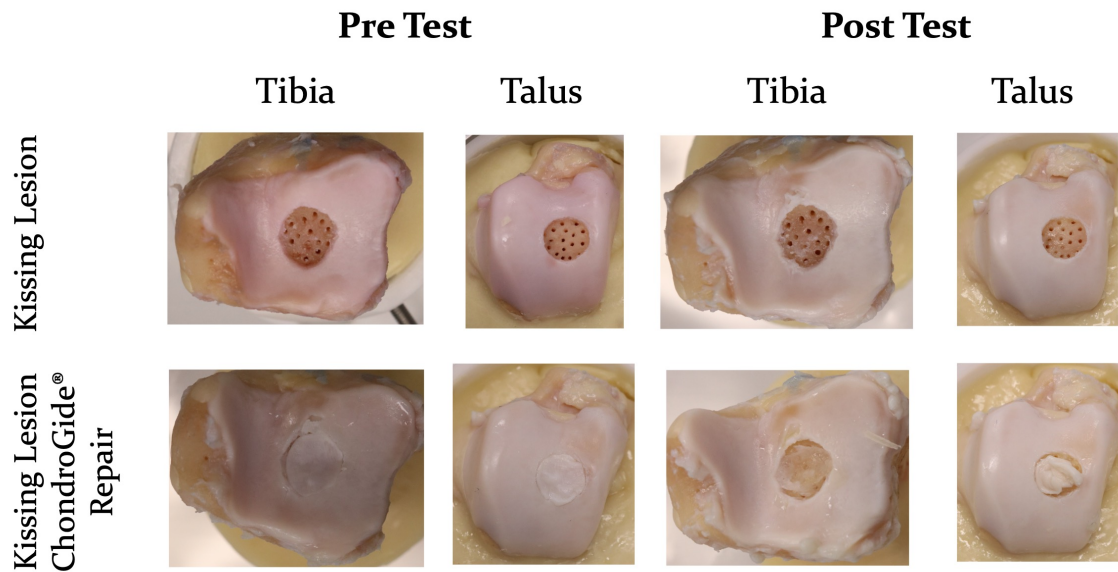 Pre Test
Post Test
Tibia
Talus
Tibia
Talus
Kissing Lesion
Kissing Lesion
ChondroGide®
Repair